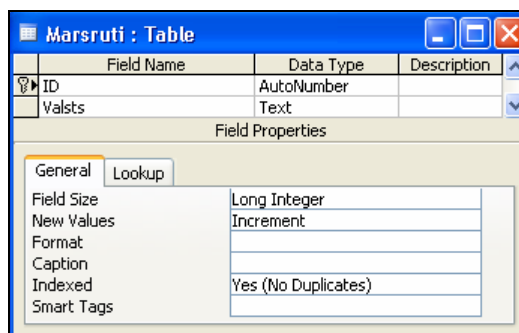 Marsruti : Table
Field Name Data Type Description
ID AutoNumber
Valsts Text
Field Properties
General Lookup
Field Size Long Integer
New Values Increment
Format
Caption
Indexed Yes (No Duplicates)
Smart Tags